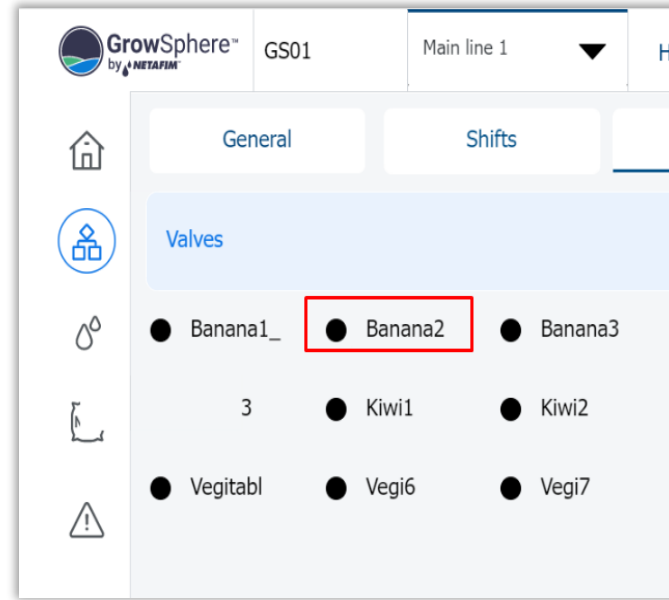 GrowSphere™ GS01 Main line 1 H
by NETAFIM™
General Shifts
Valves
Banana1_ Banana2 Banana3
3 Kiwi1 Kiwi2
Vegitabl Vegi6 Vegi7